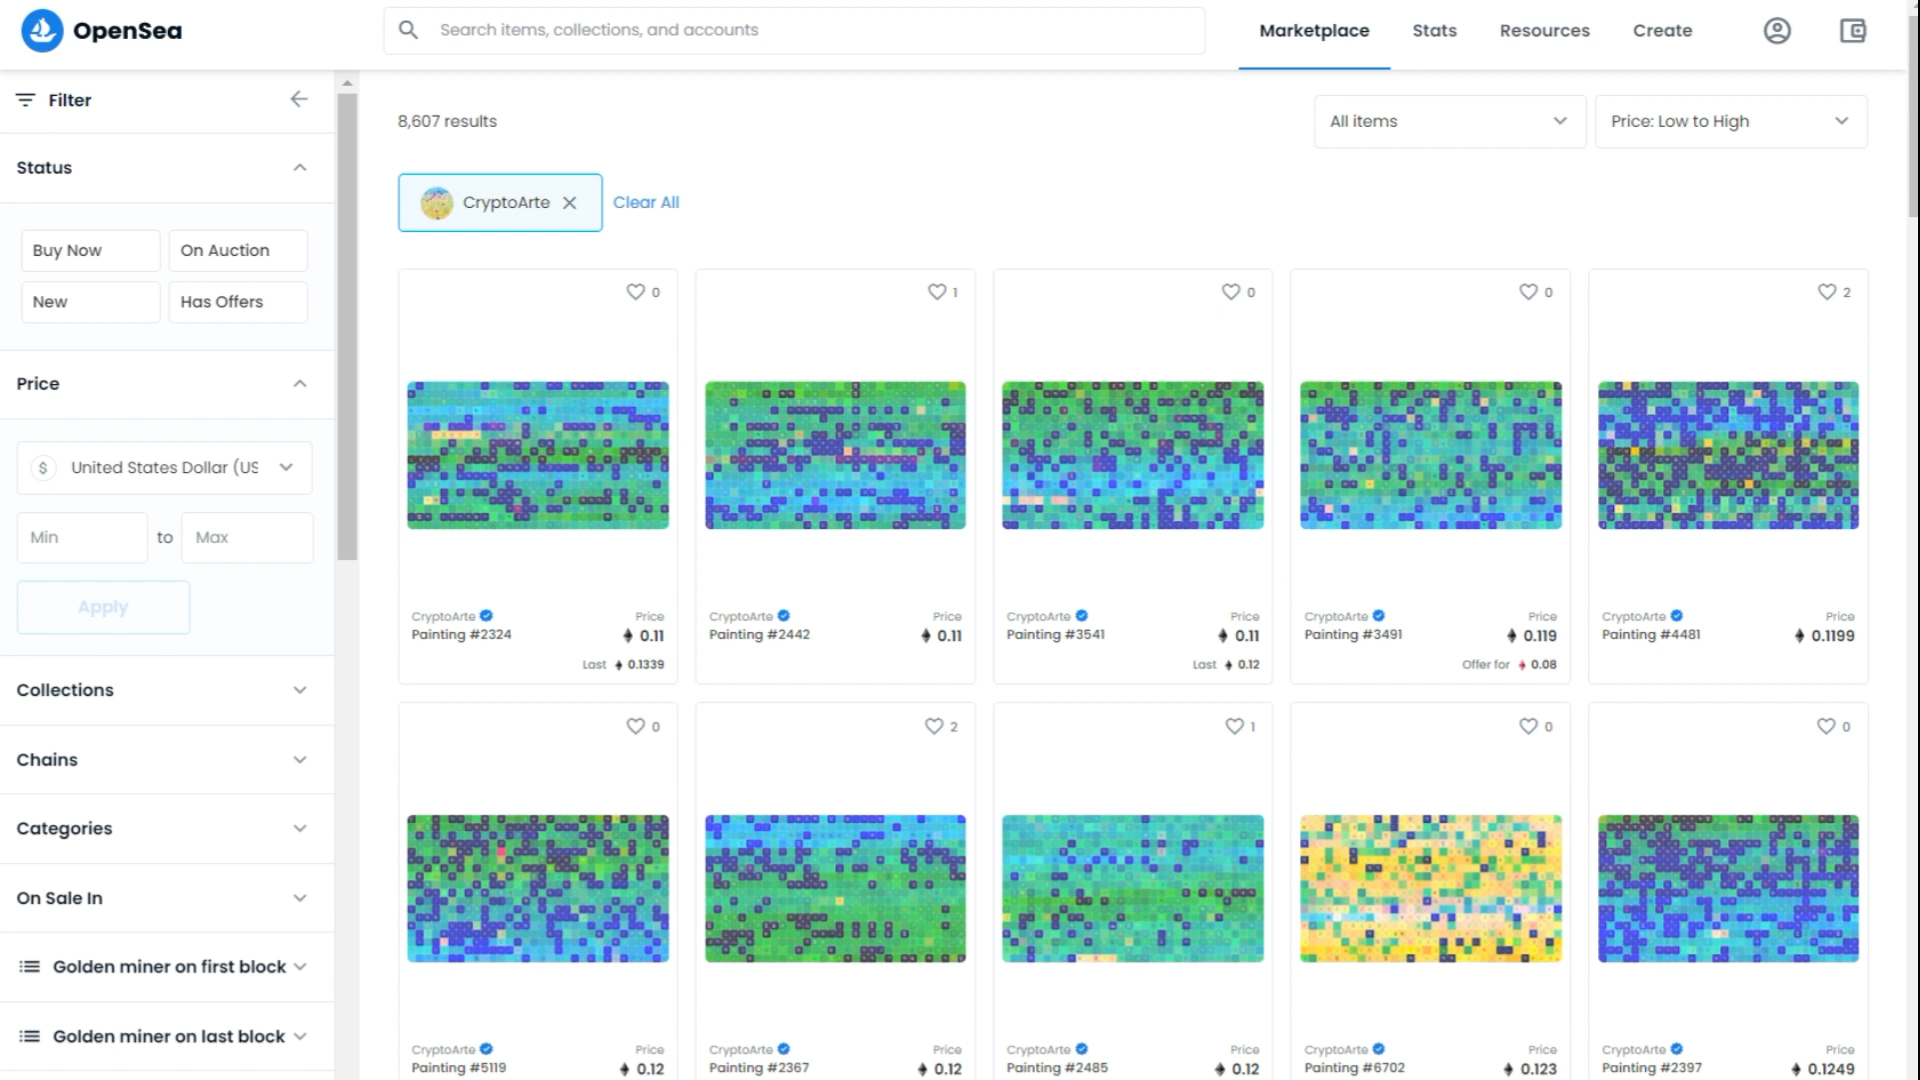 OpenSea
Search items, collections, and accounts
Marketplace
Stats
Resources
Create
Filter
Status
Buy Now
On Auction
New
Has Offers
Price
$ United States Dollar (US
Min
to
Max
Apply
Collections
Chains
Categories
On Sale In
Golden miner on first block
Golden miner on last block
8,607 results
All items
Price: Low to High
CryptoArte
Clear All
0
CryptoArte Price
Painting #2324 0.11
Last 0.1339
1
CryptoArte Price
Painting #2442 0.11
0
CryptoArte Price
Painting #3541 0.11
Last 0.12
0
CryptoArte Price
Painting #3491 0.119
Offer for 0.08
2
CryptoArte Price
Painting #4481 0.1199
0
CryptoArte Price
Painting #5119 0.12
2
CryptoArte Price
Painting #2367 0.12
1
CryptoArte Price
Painting #2485 0.12
0
CryptoArte Price
Painting #6702 0.123
0
CryptoArte Price
Painting #2397 0.1249